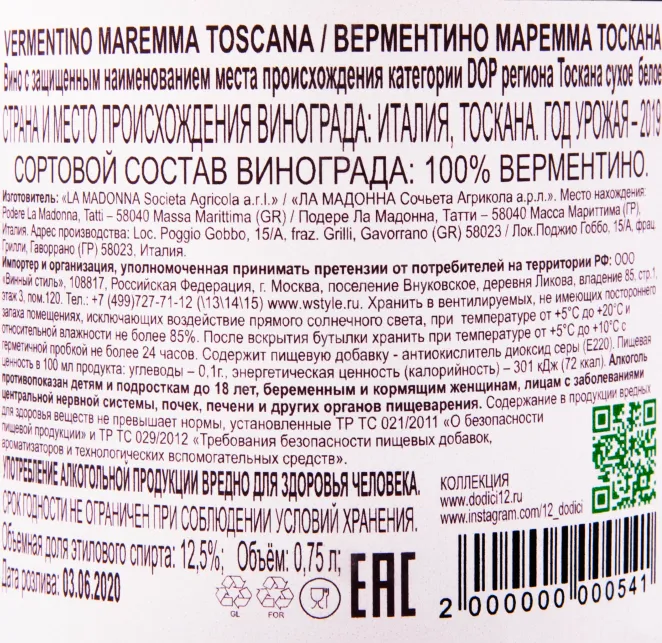 VERMENTINO MAREMMA TOSCANA / ВЕРМЕНТИНО МАРЕММА ТОСКАНА
Вино с защищенным наименованием места происхождения категории DOP региона Тоскана сухое белое
СТРАНА И МЕСТО ПРОИСХОЖДЕНИЯ ВИНОГРАДА: ИТАЛИЯ, ТОСКАНА. ГОД УРОЖАЯ – 2019
СОРТОВОЙ СОСТАВ ВИНОГРАДА: 100% ВЕРМЕНТИНО.
Изготовитель: «LA MADONNA Societa Agricola a.r.l.» / «ЛА МАДОННА Сочьета Агрикола а.р.л.». Место нахождения:
Podere La Madonna, Tatti – 58040 Massa Marittima (GR) / Подере Ла Мадонна, Татти – 58040 Масса Мариттима (ГР),
Италия. Адрес производства: Loc. Poggio Gobbo, 15/A, fraz. Grilli, Gavorrano (GR) 58023 / Лок.Поджио Гоббо, 15/А, фрац.
Грилли, Гаворрано (ГР) 58023, Италия.
Импортер и организация, уполномоченная принимать претензии от потребителей на территории РФ: ООО
«Винный стиль», 108817, Российская Федерация, г. Москва, поселение Внуковское, деревня Ликова, владение 85, стр.1,
этаж 3, пом.120. Тел.: +7 (499)727-71-12 (\13\14\15) www.wstyle.ru. Хранить в вентилируемых, не имеющих постороннего
запаха помещениях, исключающих воздействие прямого солнечного света, при температуре от +5°С до +20°С и
относительной влажности не более 85%. После вскрытия бутылки хранить при температуре от +5°С до +10°С с
герметичной пробкой не более 24 часов. Содержит пищевую добавку - антиокислитель диоксид серы (Е220). Пищевая
ценность в 100 мл продукта: углеводы – 0,1г., энергетическая ценность (калорийность) – 301 кДж (72 ккал). Алкоголь
противопоказан детям и подросткам до 18 лет, беременным и кормящим женщинам, лицам с заболеваниями
центральной нервной системы, почек, печени и других органов пищеварения. Содержание в продукции вредных
для здоровья веществ не превышает нормы, установленные ТР ТС 021/2011 «О безопасности
пищевой продукции» и ТР ТС 029/2012 «Требования безопасности пищевых добавок,
ароматизаторов и технологических вспомогательных средств».
УПОТРЕБЛЕНИЕ АЛКОГОЛЬНОЙ ПРОДУКЦИИ ВРЕДНО ДЛЯ ЗДОРОВЬЯ ЧЕЛОВЕКА.
СРОК ГОДНОСТИ НЕ ОГРАНИЧЕН ПРИ СОБЛЮДЕНИИ УСЛОВИЙ ХРАНЕНИЯ.
Объемная доля этилового спирта: 12,5%; Объём: 0,75 л;
Дата розлива: 03.06.2020
GL
FOR
EAC
КОЛЛЕКЦИЯ
www.dodici12.ru
www.instagram.com/12_dodici
2 000000 000541